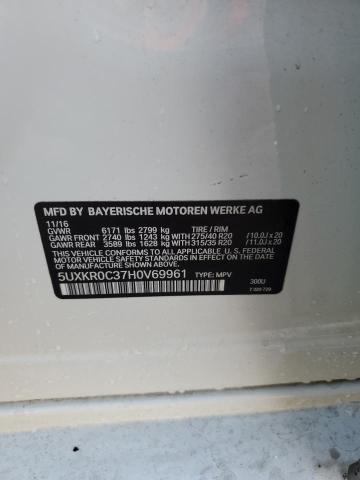 MFD BY BAYERISCHE MOTOREN WERKE AG
11/16
GVWR 6171 lbs 2799 kg TIRE / RIM
GAWR FRONT 2740 lbs 1243 kg 275/40 R20 /10.0J x 20
GAWR REAR 3589 lbs 1628 kg 315/35 R20 /11.0J x 20
THIS VEHICLE CONFORMS TO ALL APPLICABLE U.S. FEDERAL
MOTOR VEHICLE SAFETY STANDARDS IN EFFECT ON THE
DATE OF MANUFACTURE SHOWN ABOVE.
5UXKR0C37H0V69961 TYPE: MPV 300U